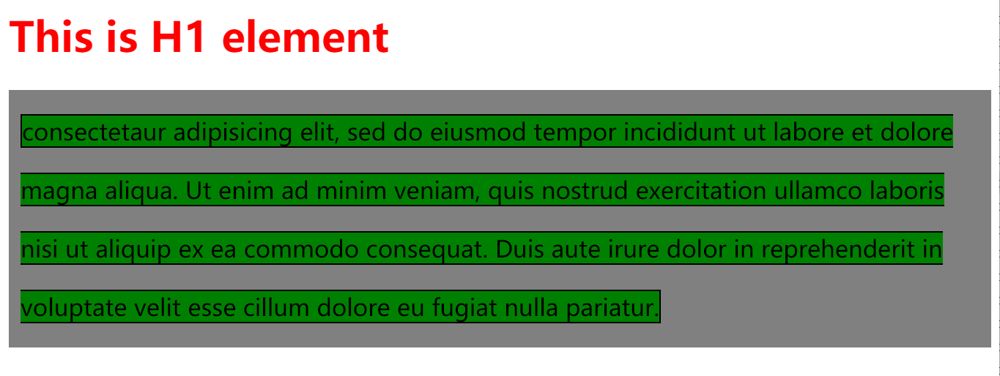 This is H1 element
consectetaur adipisicing elit, sed do eiusmod tempor incididunt ut labore et dolore
magna aliqua. Ut enim ad minim veniam, quis nostrud exercitation ullamco laboris
nisi ut aliquip ex ea commodo consequat. Duis aute irure dolor in reprehenderit in
voluptate velit esse cillum dolore eu fugiat nulla pariatur.